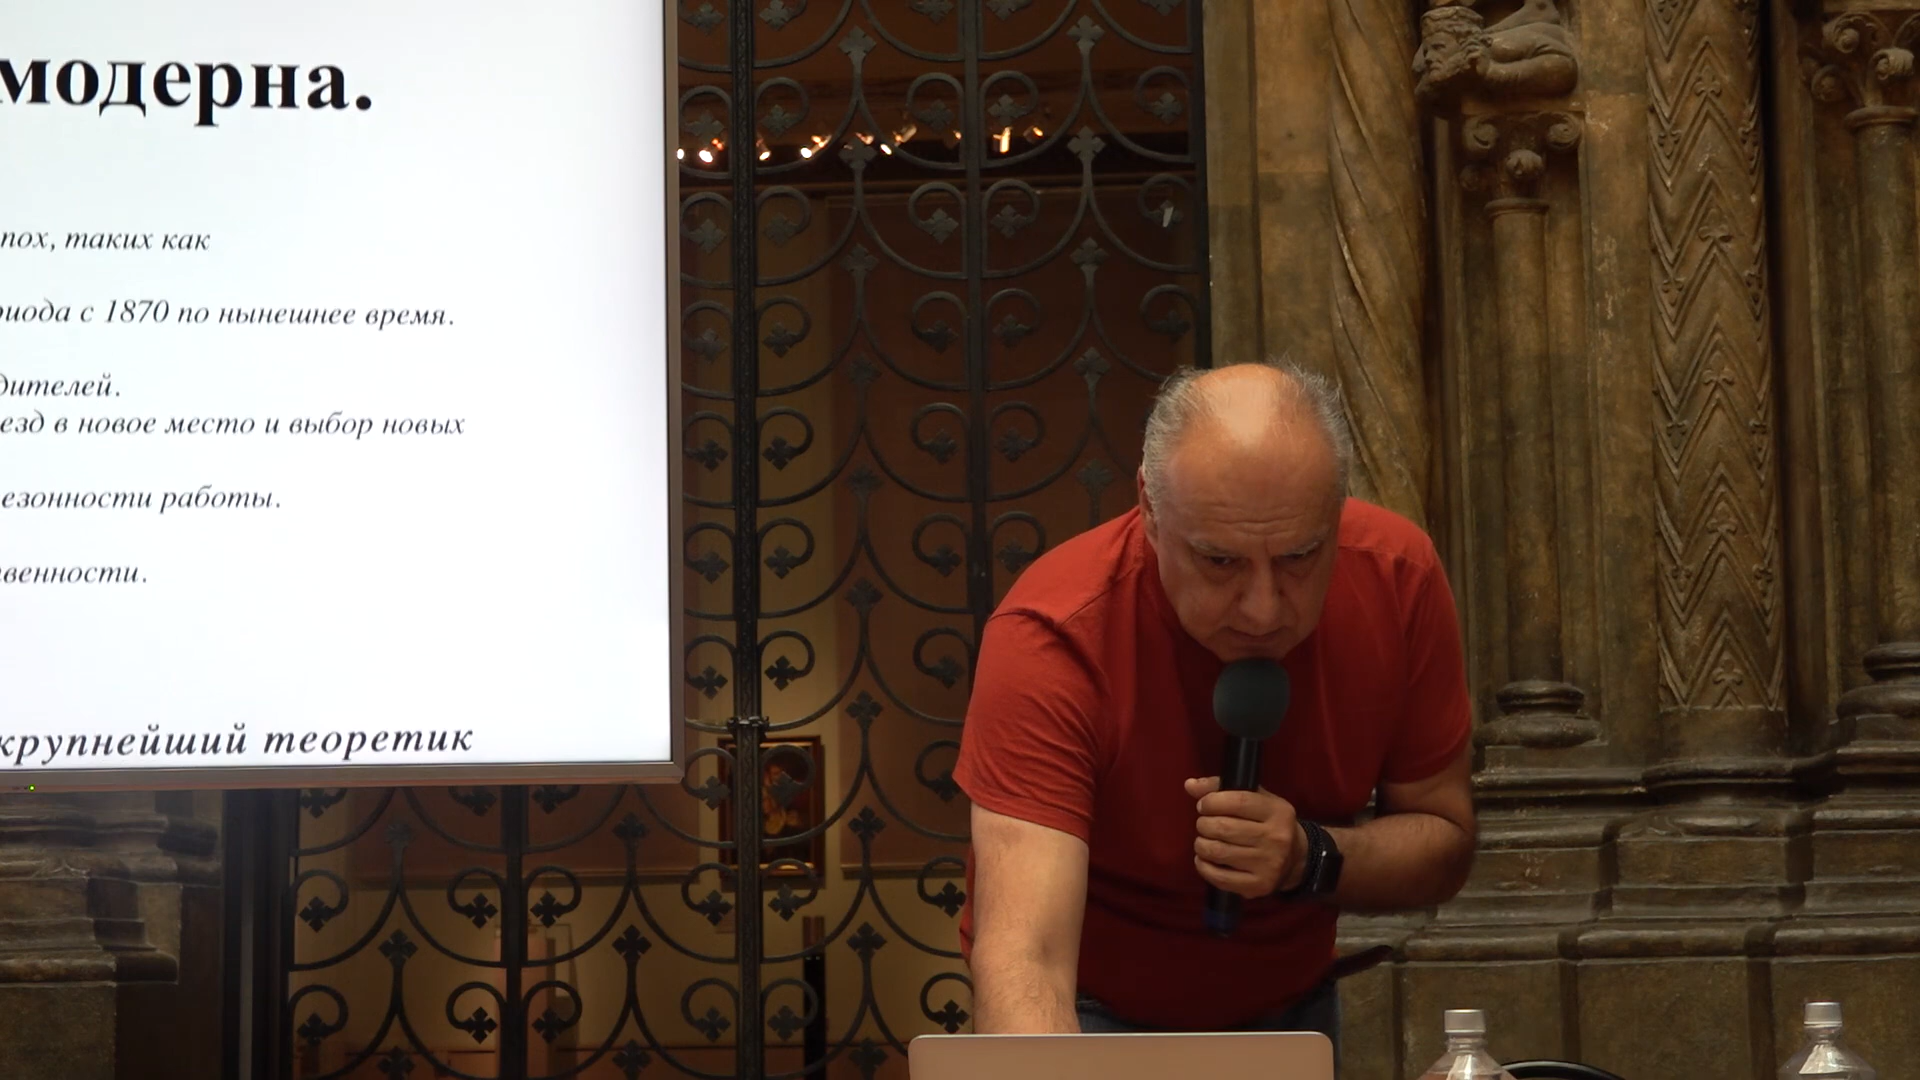 модерна.
пох, таких как
риода с 1870 по нынешнее время.
дителей.
езд в новое место и выбор новых
езонности работы.
венности.
крупнейший теоретик